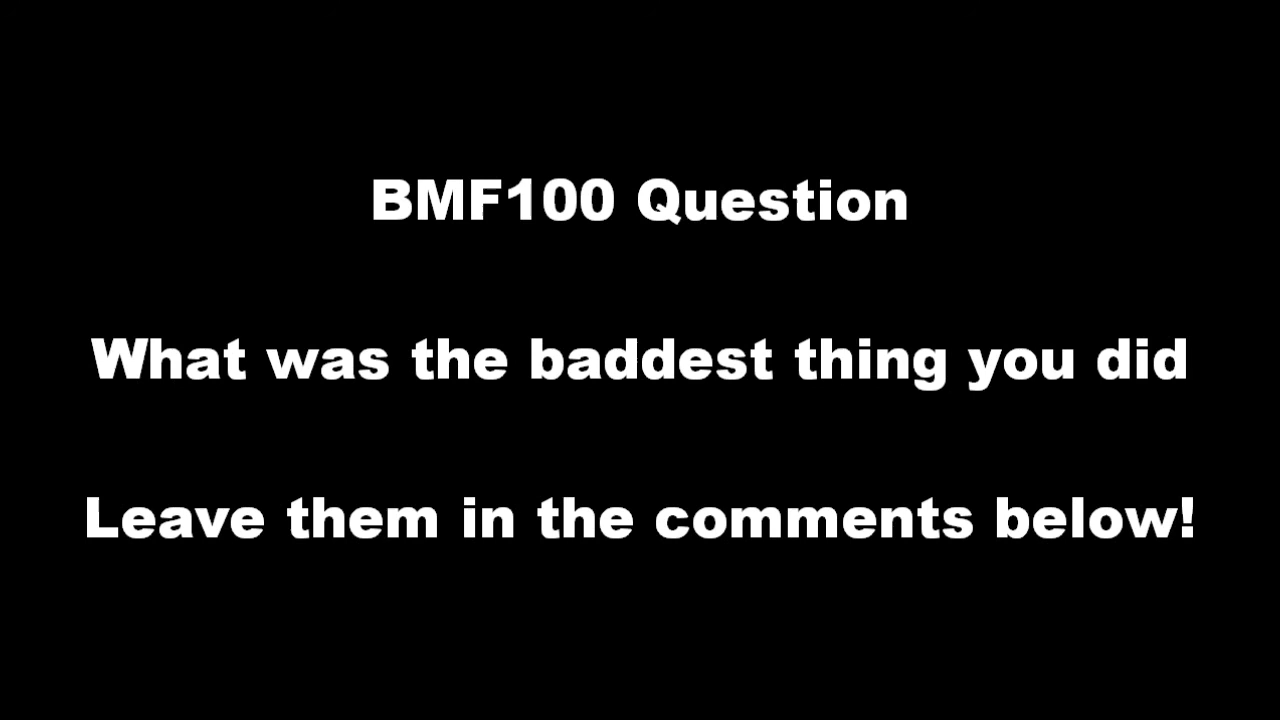 BMF100 Question
What was the baddest thing you did
Leave them in the comments below!